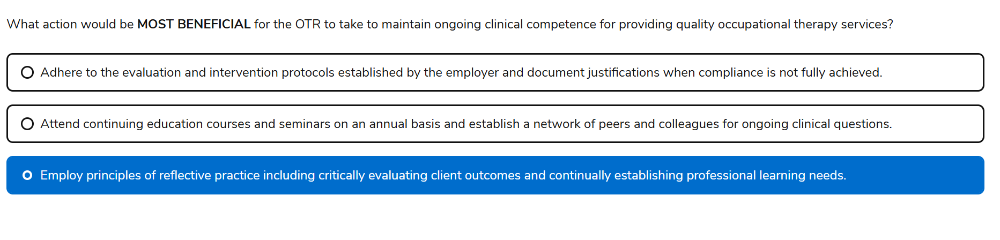 What action would be MOST BENEFICIAL for the OTR to take to maintain ongoing clinical competence for providing quality occupational therapy services?
Adhere to the evaluation and intervention protocols established by the employer and document justifications when compliance is not fully achieved.
Attend continuing education courses and seminars on an annual basis and establish a network of peers and colleagues for ongoing clinical questions.
Employ principles of reflective practice including critically evaluating client outcomes and continually establishing professional learning needs.